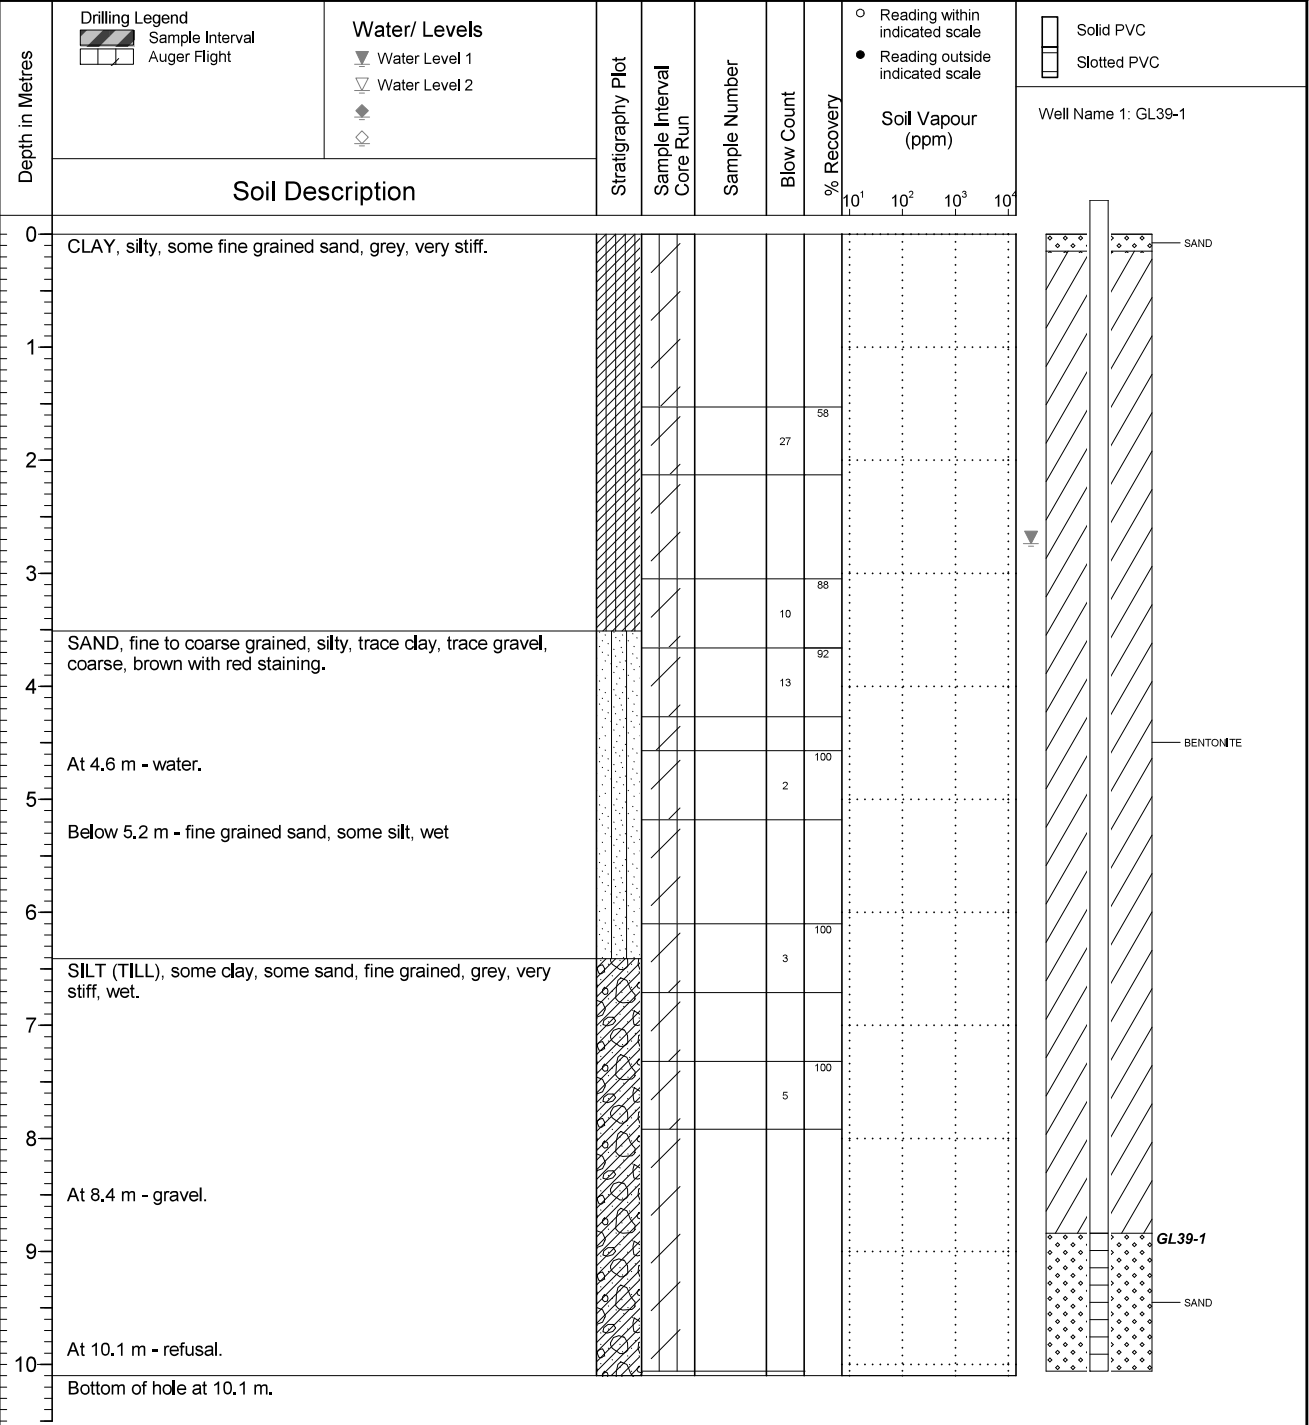 Depth in Metres
Drilling Legend
Sample Interval
Auger Flight
Water/ Levels
Water Level 1
Water Level 2
Soil Description
Stratigraphy Plot
Sample Interval
Core Run
Sample Number
Blow Count
% Recovery
Reading within
indicated scale
Reading outside
indicated scale
Soil Vapour
(ppm)
10¹ 10² 10³ 10⁴
Solid PVC
Slotted PVC
Well Name 1: GL39-1
0
CLAY, silty, some fine grained sand, grey, very stiff.
SAND
1
58
27
2
3
88
10
SAND, fine to coarse grained, silty, trace clay, trace gravel,
coarse, brown with red staining.
92
13
4
BENTONITE
At 4.6 m - water.
100
2
5
Below 5.2 m - fine grained sand, some silt, wet
6
100
3
SILT (TILL), some clay, some sand, fine grained, grey, very
stiff, wet.
7
100
5
8
At 8.4 m - gravel.
GL39-1
9
SAND
At 10.1 m - refusal.
10
Bottom of hole at 10.1 m.